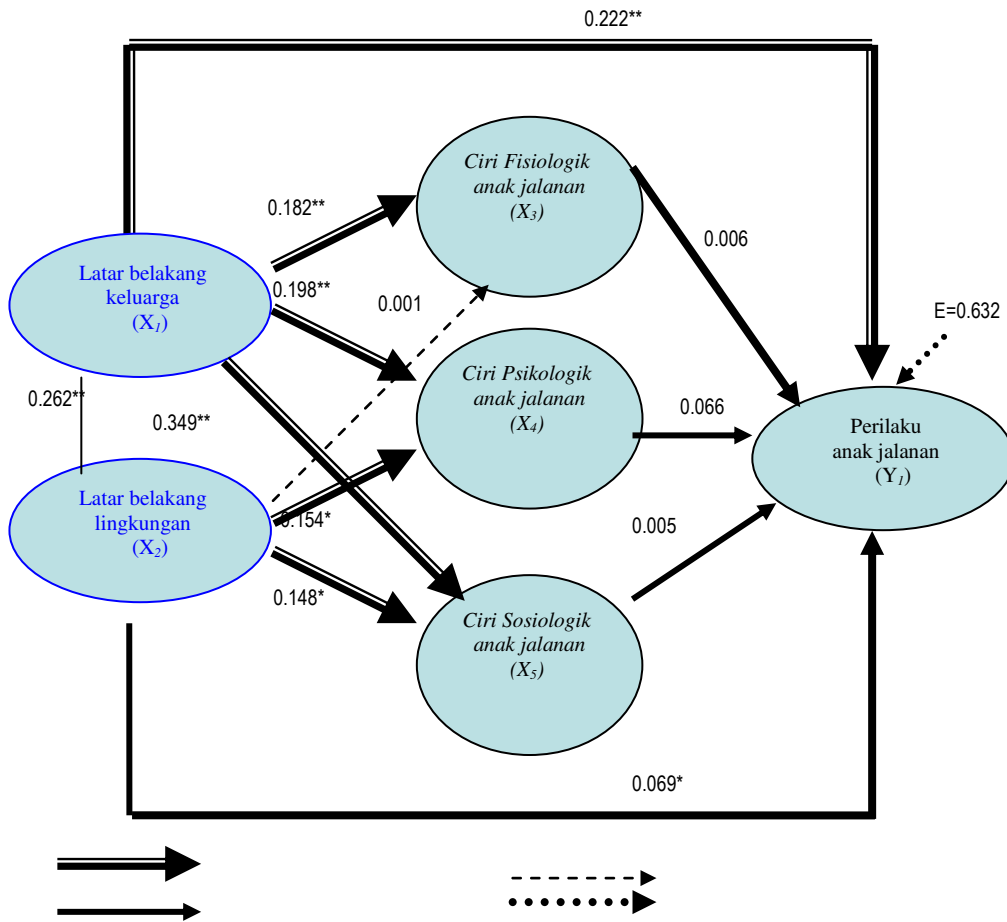 0.222**
Ciri Fisiologik
anak jalanan
(X3)
0.182**
0.006
Latar belakang
keluarga
(X1)
0.198**
0.001
E=0.632
Ciri Psikologik
anak jalanan
(X4)
0.262**
0.349**
0.066
Perilaku
anak jalanan
(Y1)
Latar belakang
lingkungan
(X2)
0.154*
0.005
0.148*
Ciri Sosiologik
anak jalanan
(X5)
0.069*